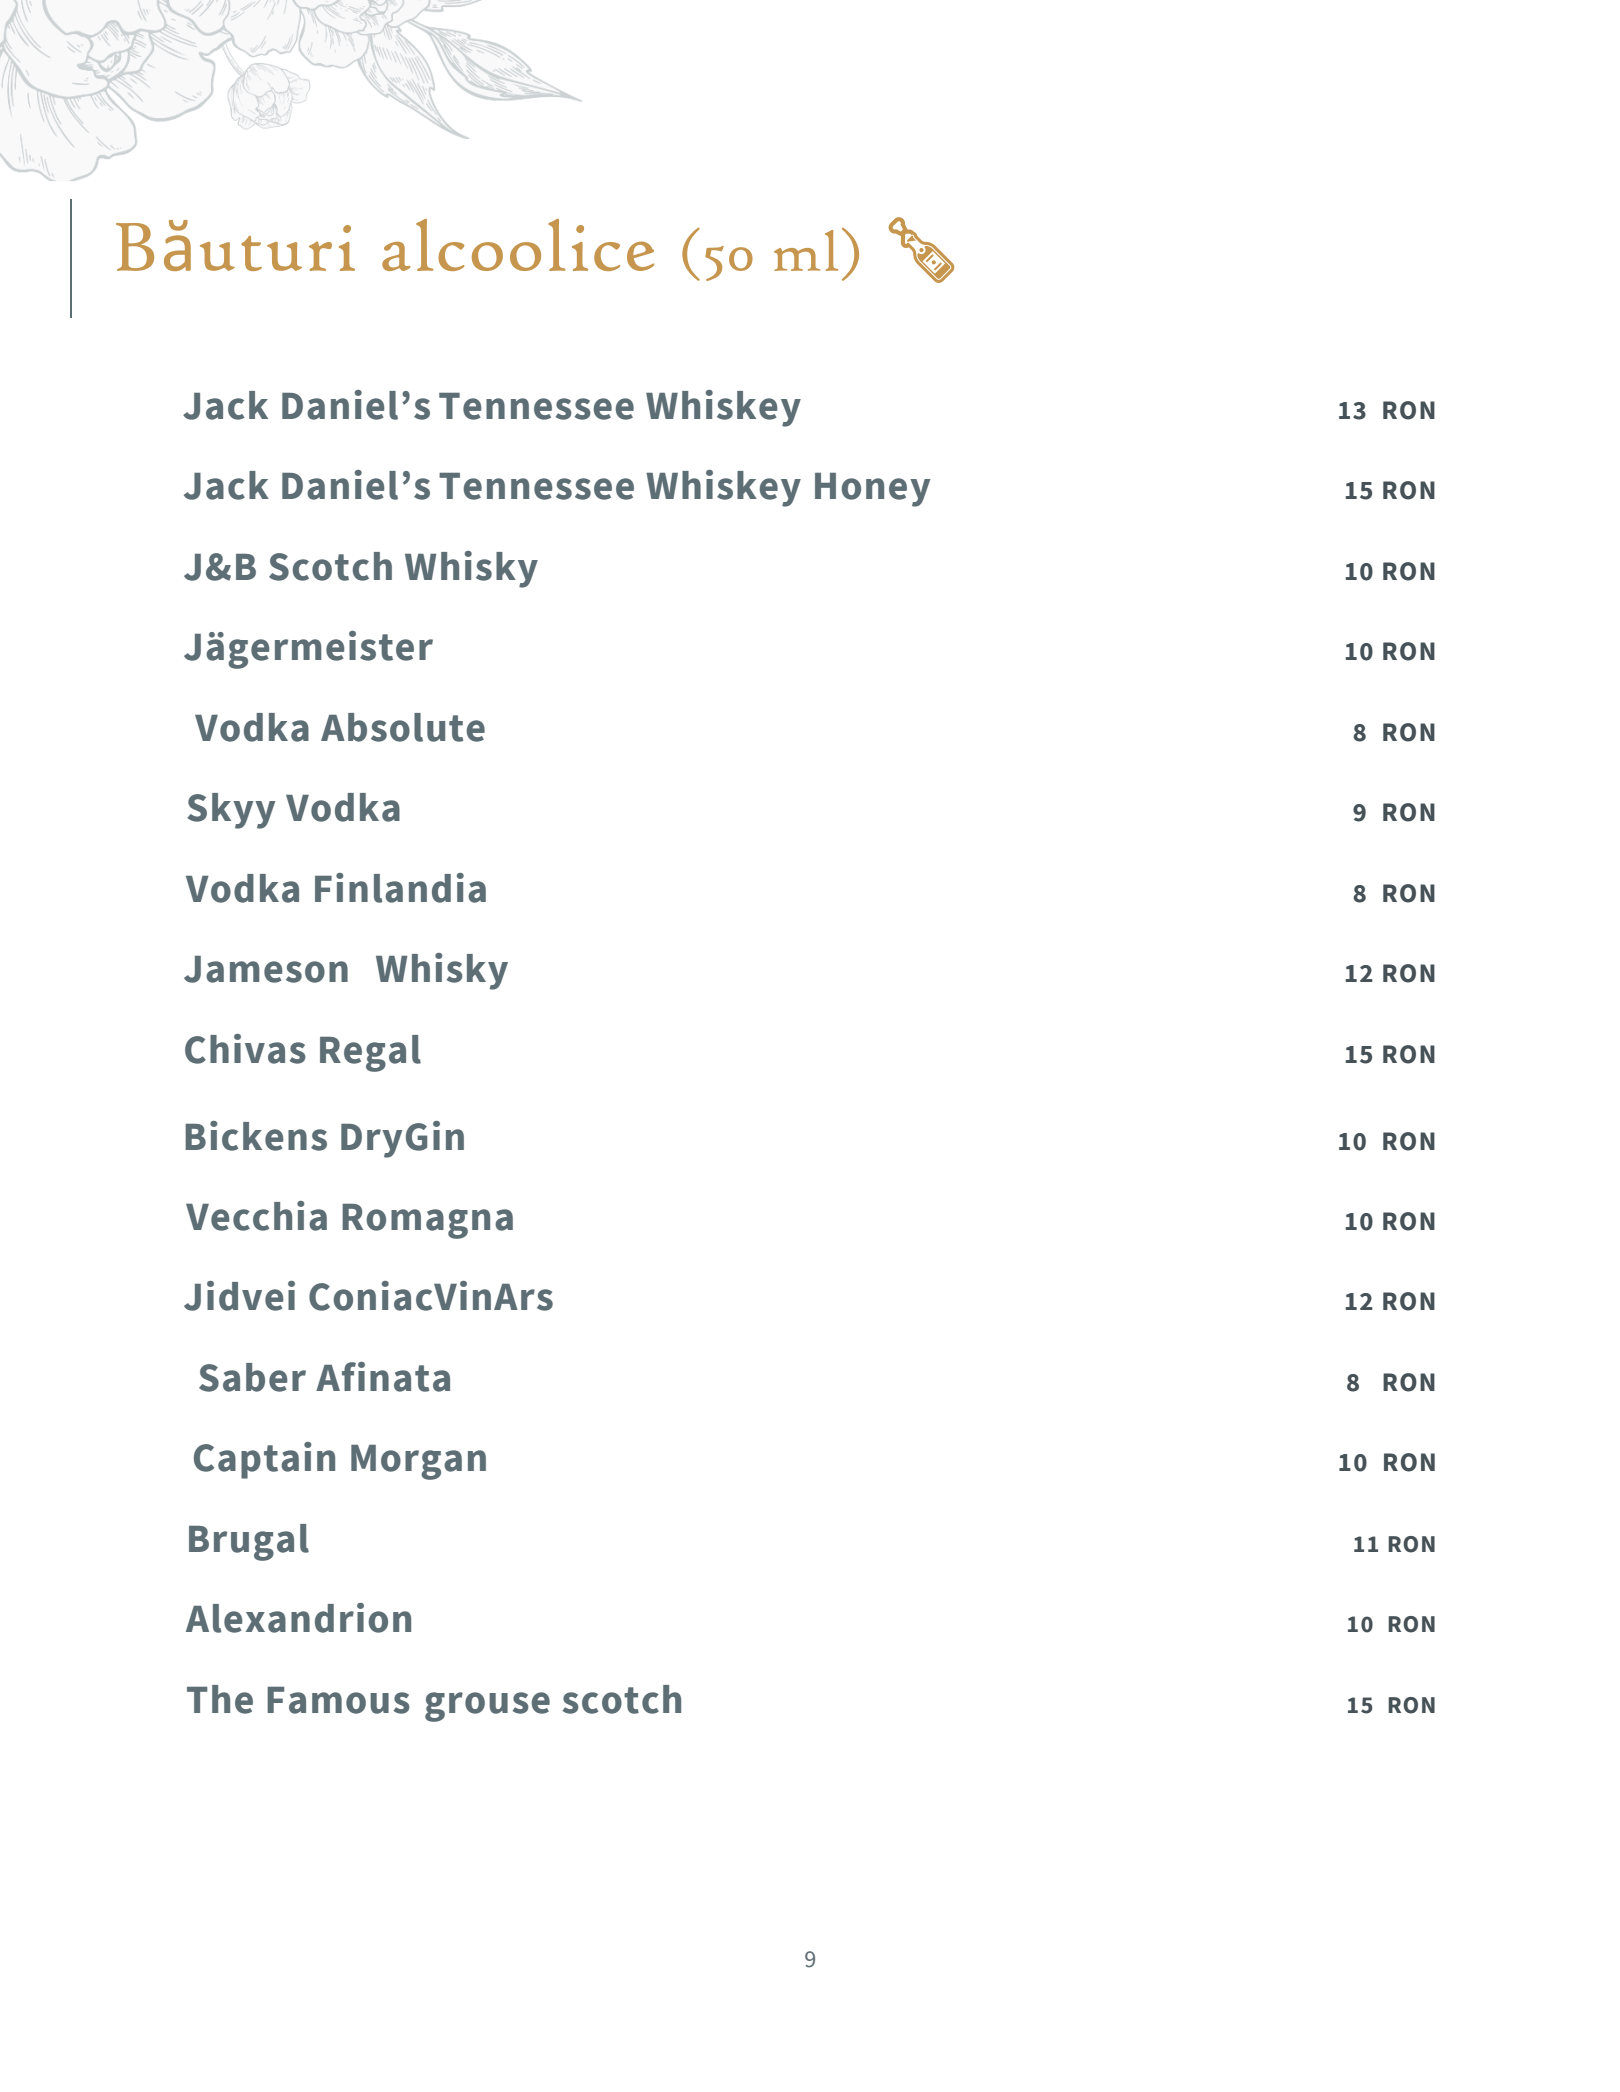 Băuturi alcoolice (50 ml)
Jack Daniel’s Tennessee Whiskey 13 RON
Jack Daniel’s Tennessee Whiskey Honey 15 RON
J&B Scotch Whisky 10 RON
Jägermeister 10 RON
Vodka Absolute 8 RON
Skyy Vodka 9 RON
Vodka Finlandia 8 RON
Jameson Whisky 12 RON
Chivas Regal 15 RON
Bickens DryGin 10 RON
Vecchia Romagna 10 RON
Jidvei ConiacVinArs 12 RON
Saber Afinata 8 RON
Captain Morgan 10 RON
Brugal 11 RON
Alexandrion 10 RON
The Famous grouse scotch 15 RON
9